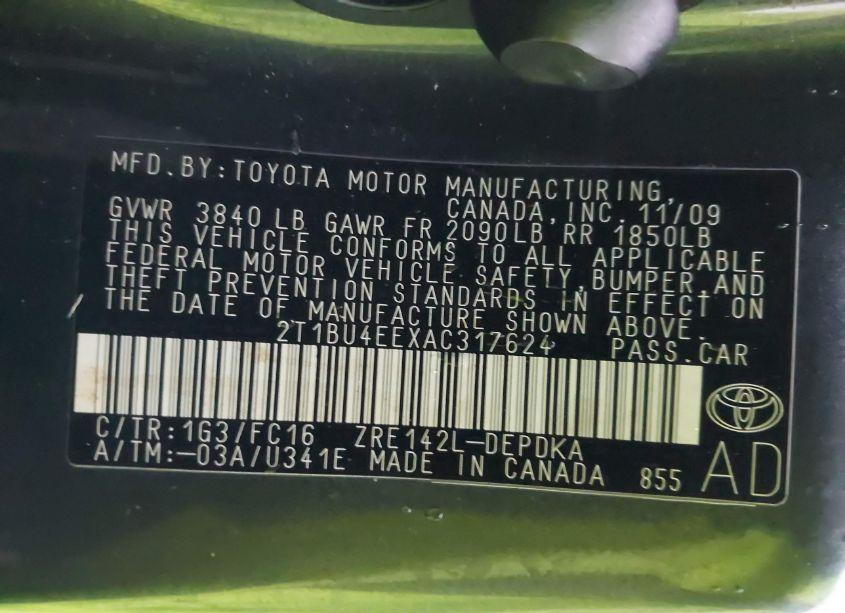 MFD.BY:TOYOTA MOTOR MANUFACTURING,
CANADA,INC. 11/09
GVWR 3840 LB GAWR FR 2090LB RR 1850LB
THIS VEHICLE CONFORMS TO ALL APPLICABLE
FEDERAL MOTOR VEHICLE SAFETY,BUMPER,AND
THEFT PREVENTION STANDARDS IN EFFECT ON
THE DATE OF MANUFACTURE SHOWN ABOVE.
2T1BU4EEXAC317624 PASS.CAR
C/TR:1G3/FC16 ZRE142L-DEPDKA
A/TM:-03A/U341E MADE IN CANADA 855 AD